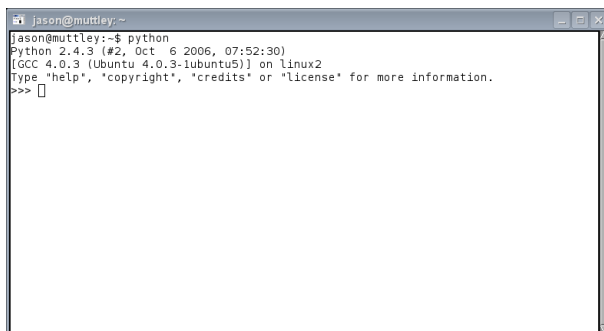 jason@muttley: ~
jason@muttley:~$ python
Python 2.4.3 (#2, Oct  6 2006, 07:52:30)
[GCC 4.0.3 (Ubuntu 4.0.3-1ubuntu5)] on linux2
Type "help", "copyright", "credits" or "license" for more information.
>>>